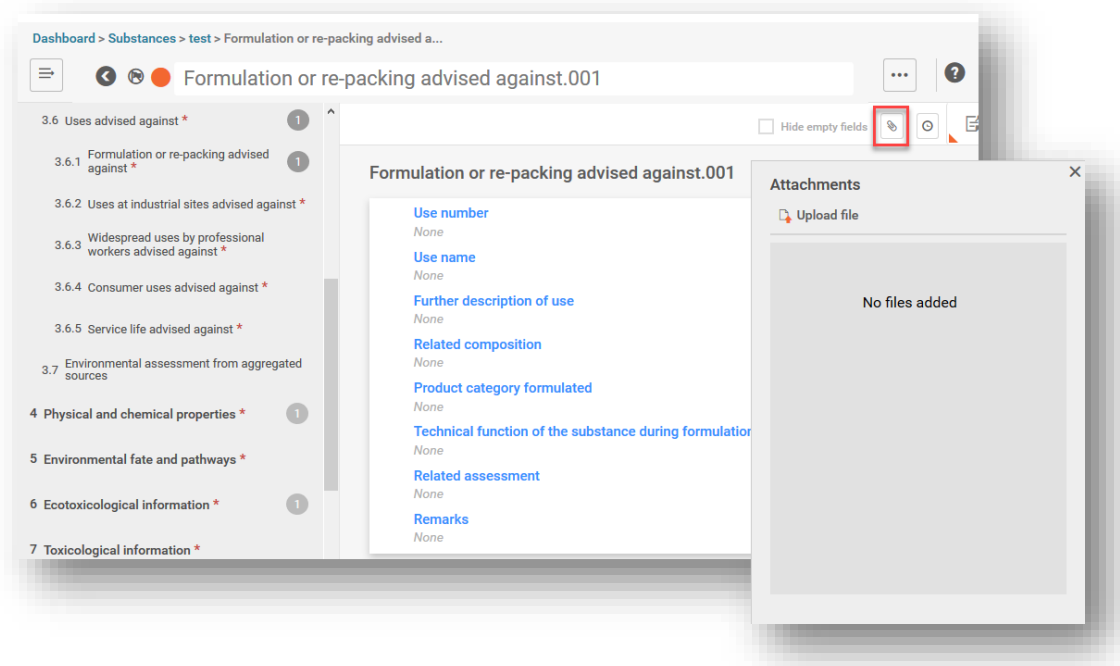 Dashboard > Substances > test > Formulation or re-packing advised a...
Formulation or re-packing advised against.001
3.6 Uses advised against * 1
3.6.1 Formulation or re-packing advised
against * 1
3.6.2 Uses at industrial sites advised against *
3.6.3 Widespread uses by professional
workers advised against *
3.6.4 Consumer uses advised against *
3.6.5 Service life advised against *
3.7 Environmental assessment from aggregated
sources
4 Physical and chemical properties * 1
5 Environmental fate and pathways *
6 Ecotoxicological information * 1
7 Toxicological information *
Hide empty fields
Formulation or re-packing advised against.001
Use number
None
Use name
None
Further description of use
None
Related composition
None
Product category formulated
None
Technical function of the substance during formulation
None
Related assessment
None
Remarks
None
Attachments
Upload file
No files added